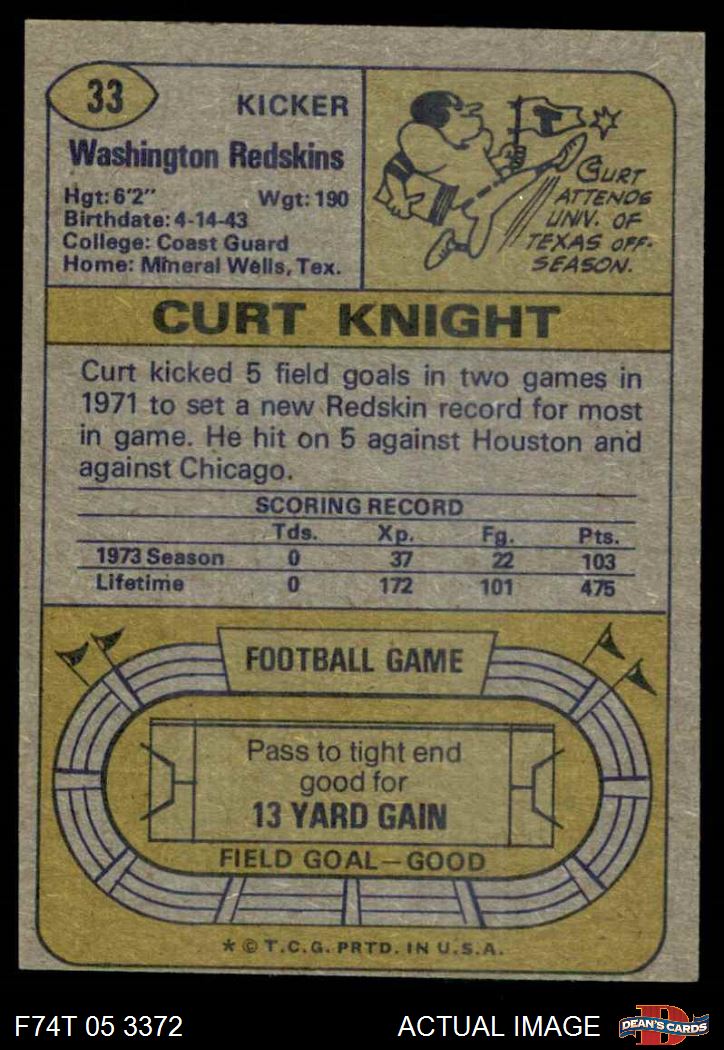 33
KICKER
Washington Redskins
Hgt: 6'2" Wgt: 190
Birthdate: 4-14-43
College: Coast Guard
Home: Mineral Wells, Tex.
T
CURT
ATTENDS
UNIV. OF
TEXAS OFF-
SEASON.
CURT KNIGHT
Curt kicked 5 field goals in two games in
1971 to set a new Redskin record for most
in game. He hit on 5 against Houston and
against Chicago.
SCORING RECORD
Tds. Xp. Fg. Pts.
1973 Season 0 37 22 103
Lifetime 0 172 101 475
FOOTBALL GAME
Pass to tight end
good for
13 YARD GAIN
FIELD GOAL—GOOD
* © T.C.G. PRTD. IN U.S.A.
F74T 05 3372 ACTUAL IMAGE
D
DEAN'S CARDS